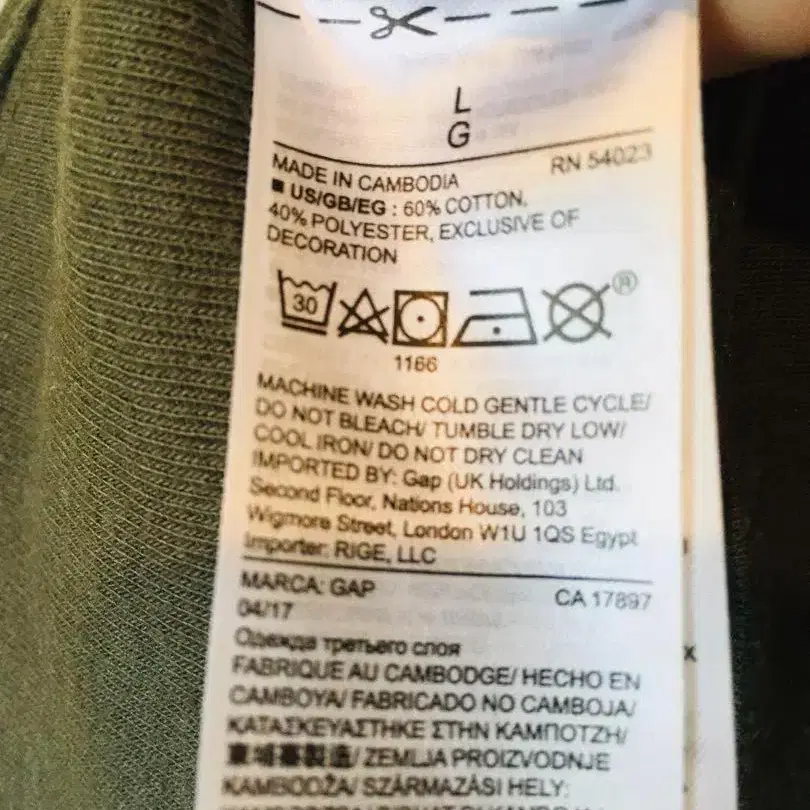 L
G
MADE IN CAMBODIA RN 54023
US/GB/EG : 60% COTTON,
40% POLYESTER, EXCLUSIVE OF
DECORATION
30 ®
1166
MACHINE WASH COLD GENTLE CYCLE/
DO NOT BLEACH/ TUMBLE DRY LOW/
COOL IRON/ DO NOT DRY CLEAN
IMPORTED BY: Gap (UK Holdings) Ltd.
Second Floor, Nations House, 103
Wigmore Street, London W1U 1QS Egypt
Importer: RIGE, LLC
MARCA: GAP CA 17897
04/17
Одежда третьего слоя
FABRIQUE AU CAMBODGE/ HECHO EN
CAMBOYA/ FABRICADO NO CAMBOJA/
ΚΑΤΑΣΚΕΥΑΣΤΗΚΕ ΣΤΗΝ ΚΑΜΠΟΤΖΗ/
柬埔寨製造/ ZEMLJA PROIZVODNJE
KAMBODŽA/ SZÁRMAZÁSI HELY: